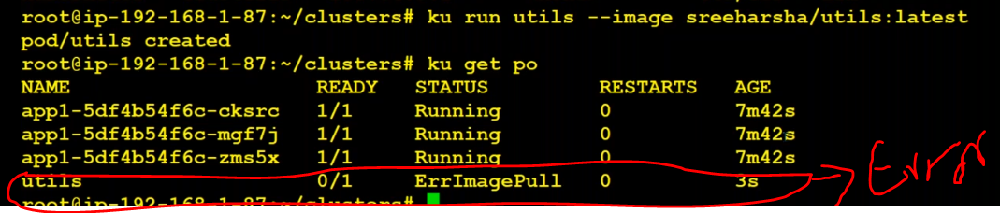 root@ip-192-168-1-87:~/clusters# ku run utils --image sreeharsha/utils:latest
pod/utils created
root@ip-192-168-1-87:~/clusters# ku get po
NAME READY STATUS RESTARTS AGE
app1-5df4b54f6c-cksrc 1/1 Running 0 7m42s
app1-5df4b54f6c-mgf7j 1/1 Running 0 7m42s
app1-5df4b54f6c-zms5x 1/1 Running 0 7m42s
utils 0/1 ErrImagePull 0 3s
Error
root@ip-192-168-1-87:~/clusters#